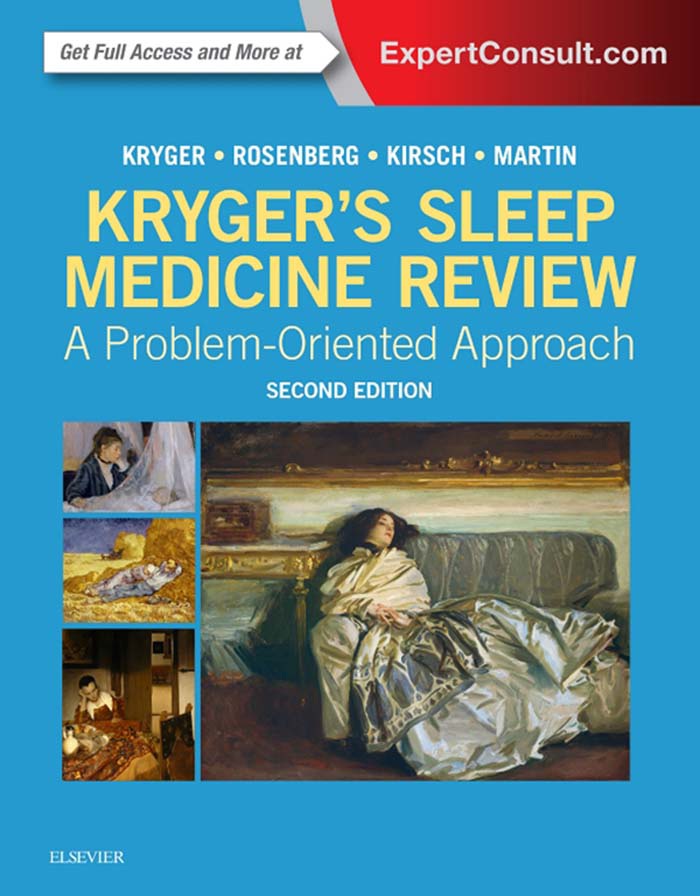 Get Full Access and More at
ExpertConsult.com
KRYGER • ROSENBERG • KIRSCH • MARTIN
KRYGER'S SLEEP
MEDICINE REVIEW
A Problem-Oriented Approach
SECOND EDITION
ELSEVIER